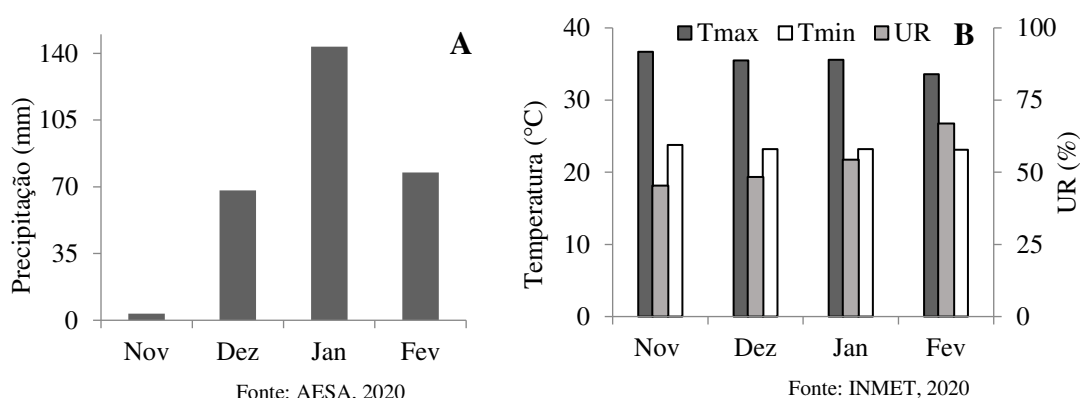 A
140
105
70
35
0
Precipitação (mm)
Nov Dez Jan Fev
Fonte: AESA, 2020
Tmax Tmin UR
B
40
30
20
10
0
Temperatura (°C)
100
75
50
25
0
UR (%)
Nov Dez Jan Fev
Fonte: INMET, 2020